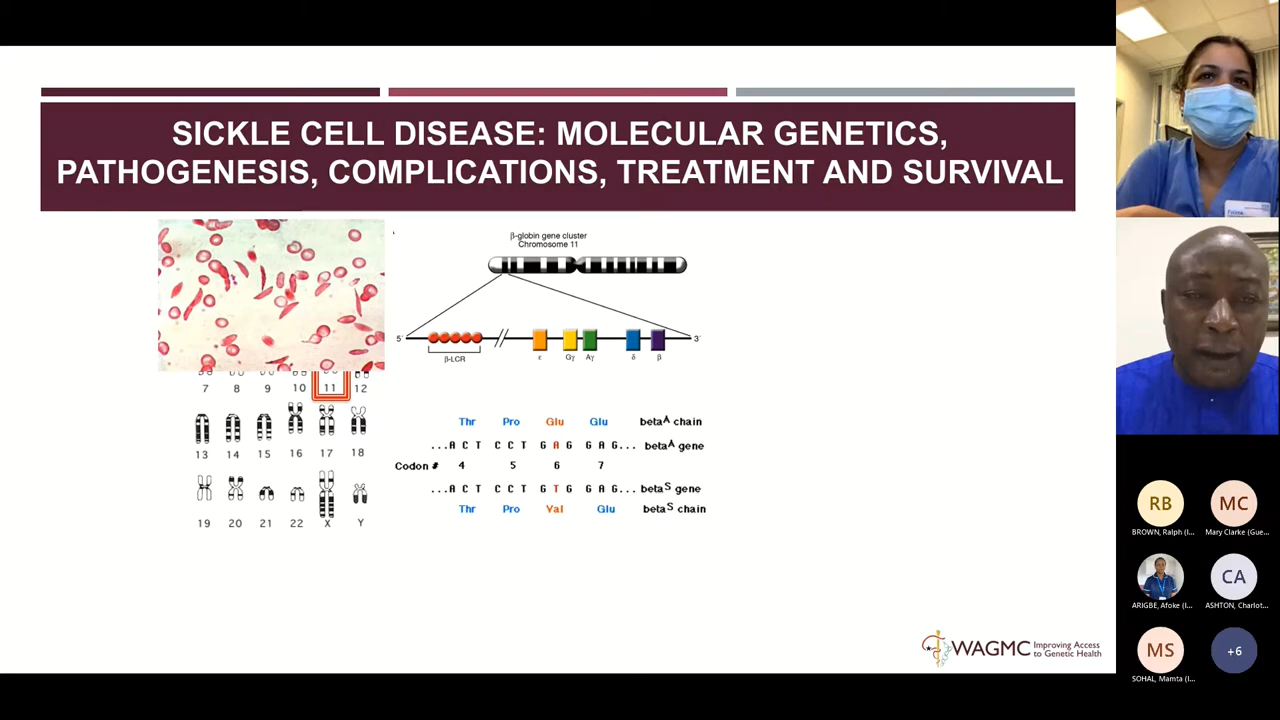 SICKLE CELL DISEASE: MOLECULAR GENETICS,
PATHOGENESIS, COMPLICATIONS, TREATMENT AND SURVIVAL
β-globin gene cluster
Chromosome 11
5´
3´
β-LCR
ε
Gγ
Aγ
δ
β
7 8 9 10 11 12
13 14 15 16 17 18
19 20 21 22 X Y
Thr Pro Glu Glu betaA chain
...A C T C C T G A G G A G... betaA gene
Codon # 4 5 6 7
...A C T C C T G T G G A G... betaS gene
Thr Pro Val Glu betaS chain
WAGMC Improving Access
to Genetic Health
RB
BROWN, Ralph (I...
MC
Mary Clarke (Gue...
ARIGBE, Afoke (I...
CA
ASHTON, Charlot...
MS
SOHAL, Mamta (I...
+6